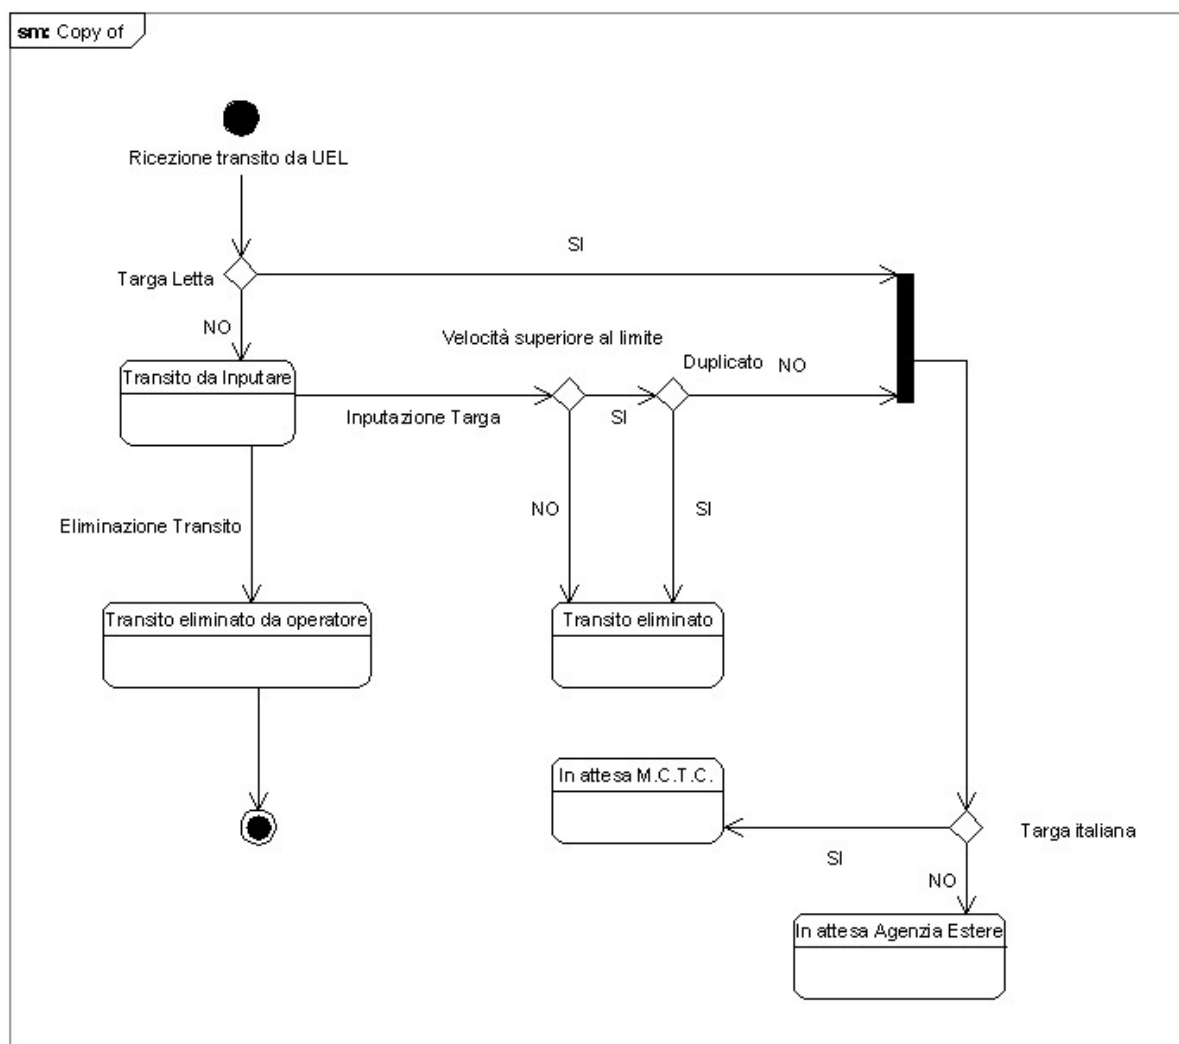 sm: Copy of
Ricezione transito da UEL
SI
Targa Letta
NO
Velocità superiore al limite
Duplicato
NO
Transito da Inputare
Inputazione Targa
SI
NO
SI
Eliminazione Transito
Transito eliminato da operatore
Transito eliminato
In attesa M.C.T.C.
Targa italiana
SI
NO
In attesa Agenzia Estere